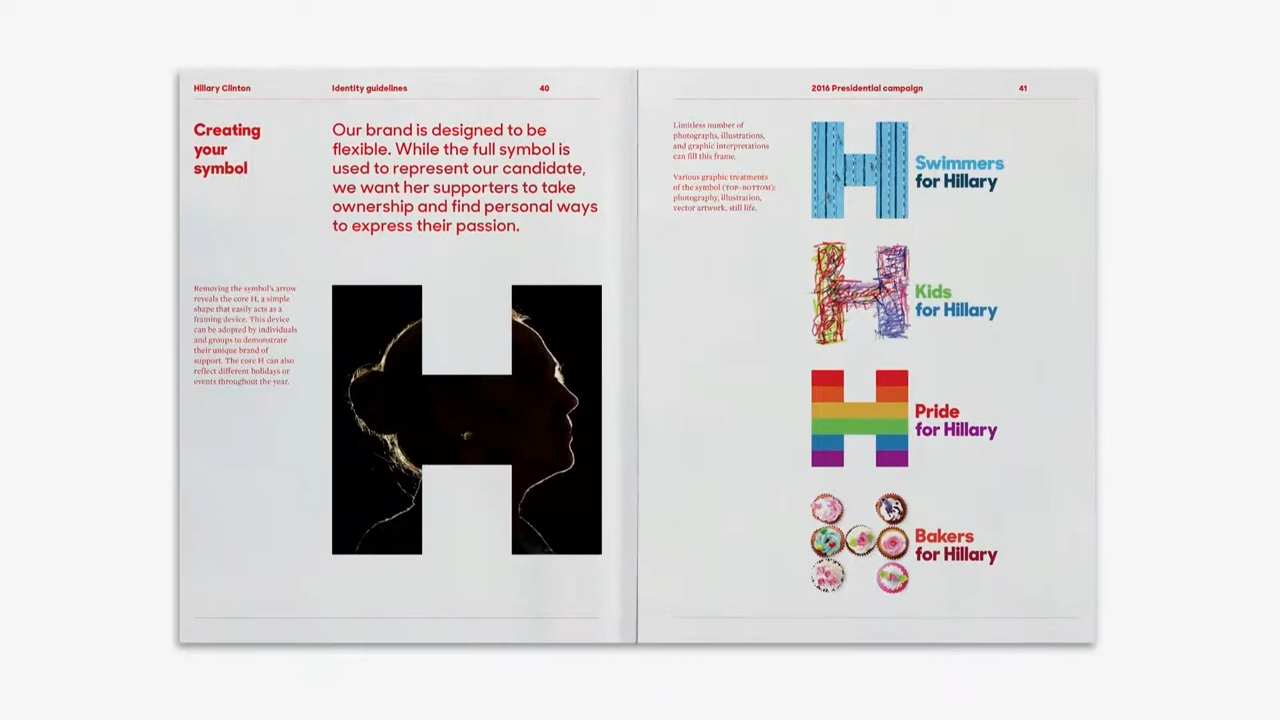 Hillary Clinton
Identity guidelines
40
Creating
your
symbol
Our brand is designed to be
flexible. While the full symbol is
used to represent our candidate,
we want her supporters to take
ownership and find personal ways
to express their passion.
Removing the symbol's arrow
reveals the core H, a simple
shape that easily acts as a
framing device. This device
can be adopted by individuals
and groups to demonstrate
their unique brand of
support. The core H can also
reflect different holidays or
events throughout the year.
2016 Presidential campaign
41
Limitless number of
photographs, illustrations,
and graphic interpretations
can fill this frame.
Various graphic treatments
of the symbol (TOP–BOTTOM):
photography, illustration,
vector artwork, still life.
H
Swimmers
for Hillary
H
Kids
for Hillary
H
Pride
for Hillary
H
Bakers
for Hillary